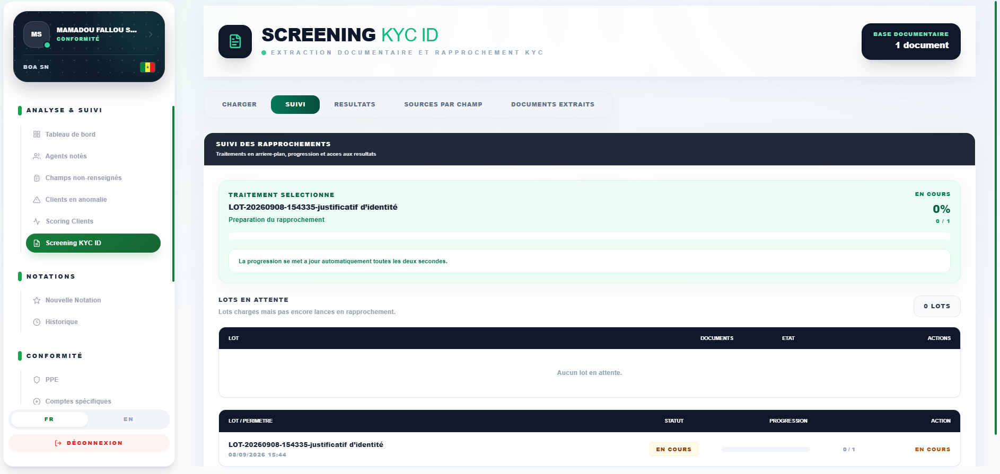 MS
MAMADOU FALLOU S...
CONFORMITÉ
BOA SN
ANALYSE & SUIVI
Tableau de bord
Agents notés
Champs non-renseignés
Clients en anomalie
Scoring Clients
Screening KYC ID
NOTATIONS
Nouvelle Notation
Historique
CONFORMITÉ
PPE
Comptes spécifiques
FR EN
DÉCONNEXION
SCREENING KYC ID
EXTRACTION DOCUMENTAIRE ET RAPPROCHEMENT KYC
BASE DOCUMENTAIRE
1 document
CHARGER SUIVI RESULTATS SOURCES PAR CHAMP DOCUMENTS EXTRAITS
SUIVI DES RAPPROCHEMENTS
Traitements en arriere-plan, progression et acces aux resultats
TRAITEMENT SELECTIONNE
LOT-20260908-154335-justificatif d’identité
Preparation du rapprochement
EN COURS
0%
0 / 1
La progression se met a jour automatiquement toutes les deux secondes.
LOTS EN ATTENTE
Lots charges mais pas encore lances en rapprochement.
0 LOTS
LOT DOCUMENTS ETAT ACTIONS
Aucun lot en attente.
LOT / PERIMETRE STATUT PROGRESSION ACTION
LOT-20260908-154335-justificatif d’identité
08/09/2026 15:44
EN COURS 0 / 1 EN COURS